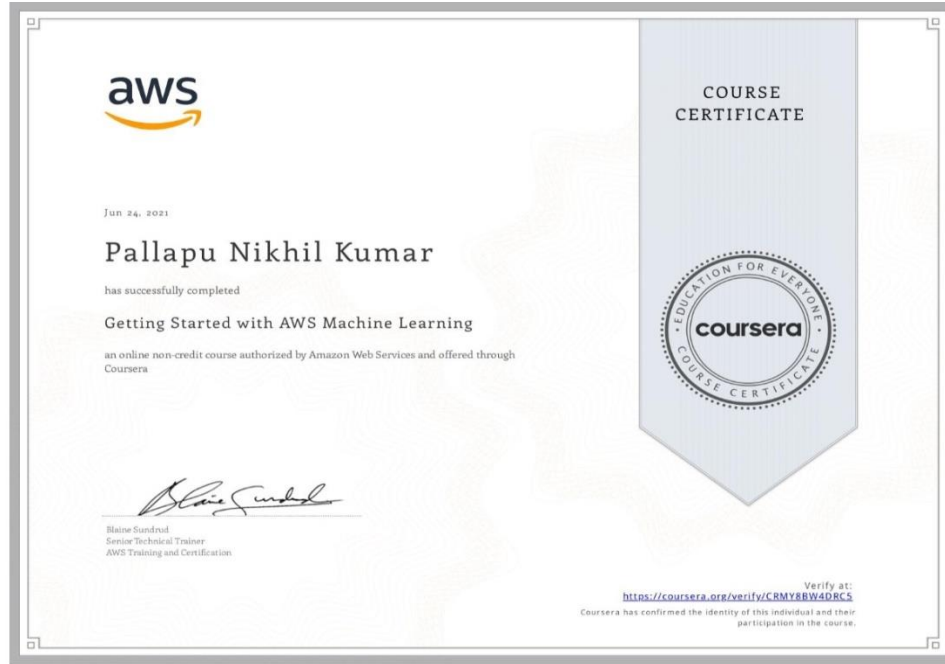 aws
COURSE
CERTIFICATE
Jun 24, 2021
Pallapu Nikhil Kumar
has successfully completed
Getting Started with AWS Machine Learning
an online non-credit course authorized by Amazon Web Services and offered through
Coursera
EDUCATION FOR EVERYONE
coursera
COURSE CERTIFICATE
Blaine Sundrud
Blaine Sundrud
Senior Technical Trainer
AWS Training and Certification
Verify at:
https://coursera.org/verify/CRMY8BW4DRC5
Coursera has confirmed the identity of this individual and their
participation in the course.